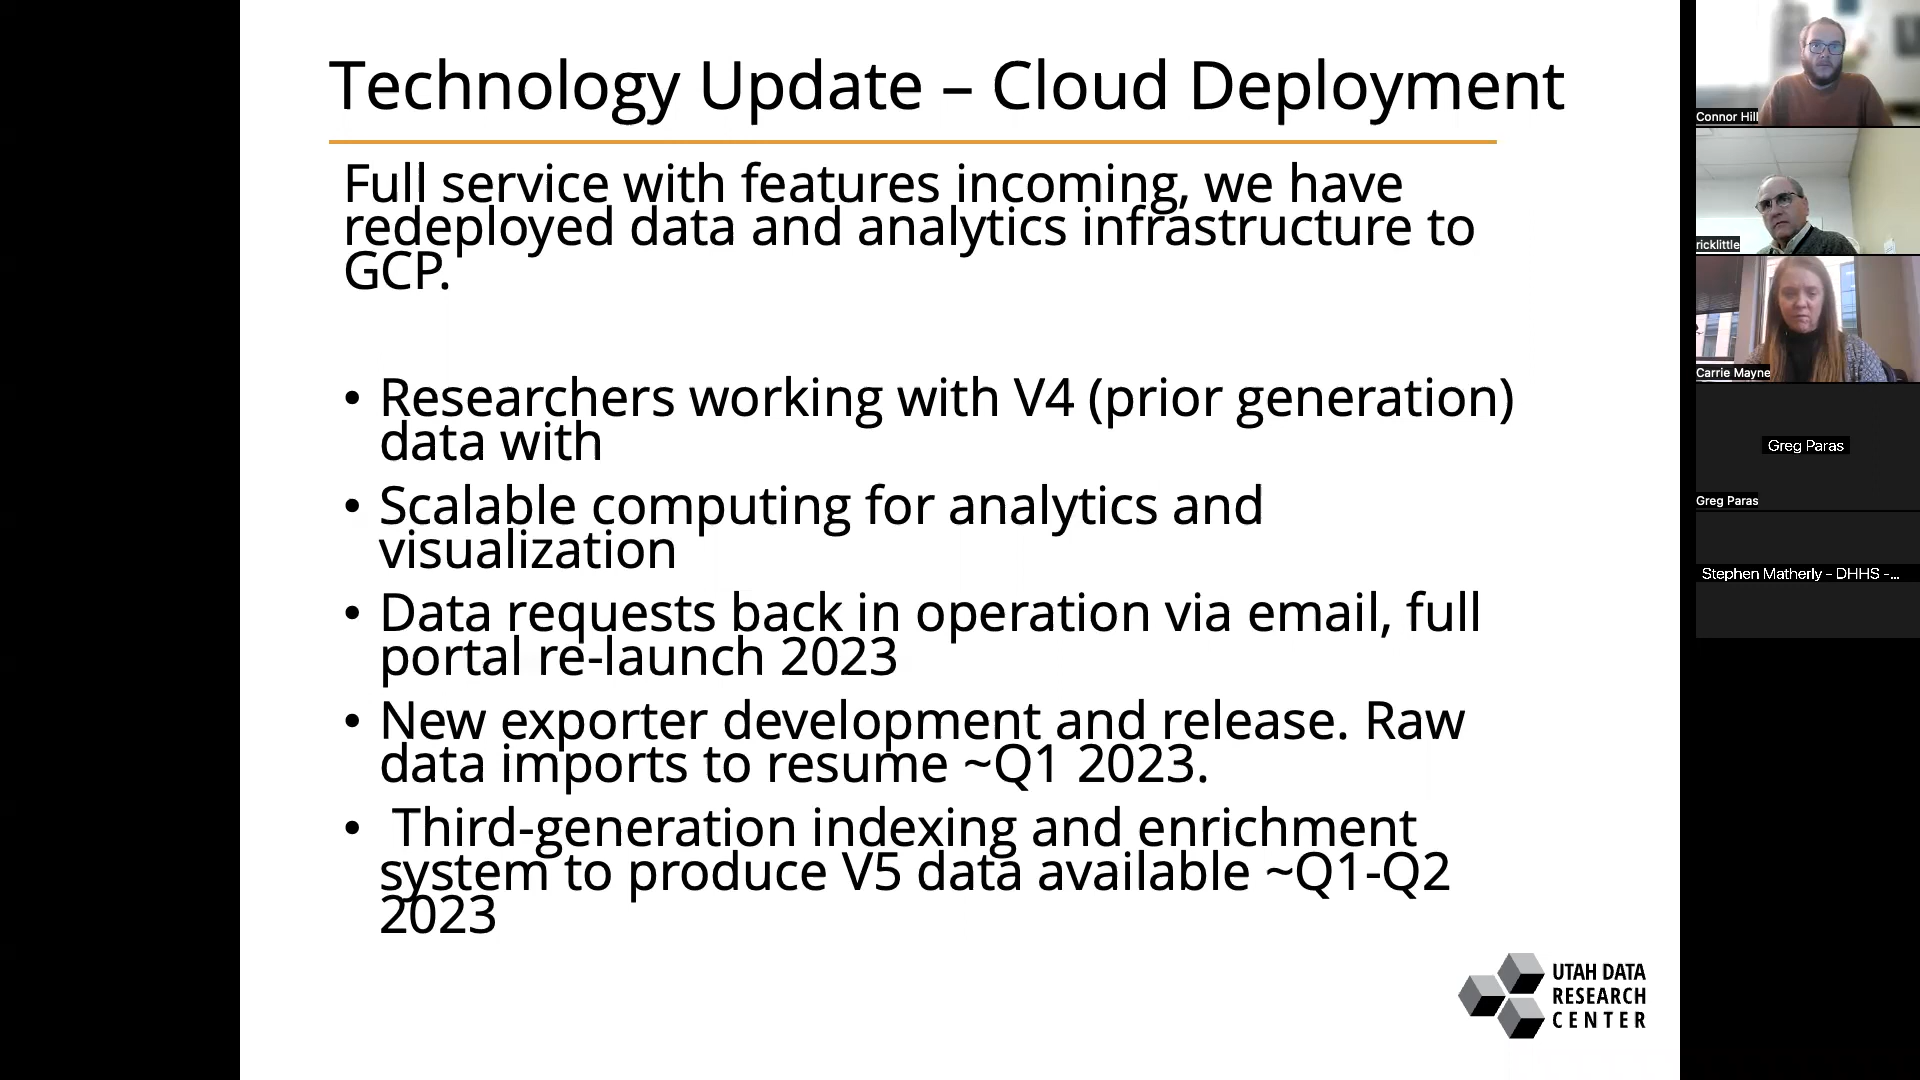 Technology Update – Cloud Deployment
Full service with features incoming, we have
redeployed data and analytics infrastructure to
GCP.
• Researchers working with V4 (prior generation)
data with
• Scalable computing for analytics and
visualization
• Data requests back in operation via email, full
portal re-launch 2023
• New exporter development and release. Raw
data imports to resume ~Q1 2023.
• Third-generation indexing and enrichment
system to produce V5 data available ~Q1-Q2
2023
UTAH DATA
RESEARCH
CENTER
Connor Hill
ricklittle
Carrie Mayne
Greg Paras
Greg Paras
Stephen Matherly - DHHS -...